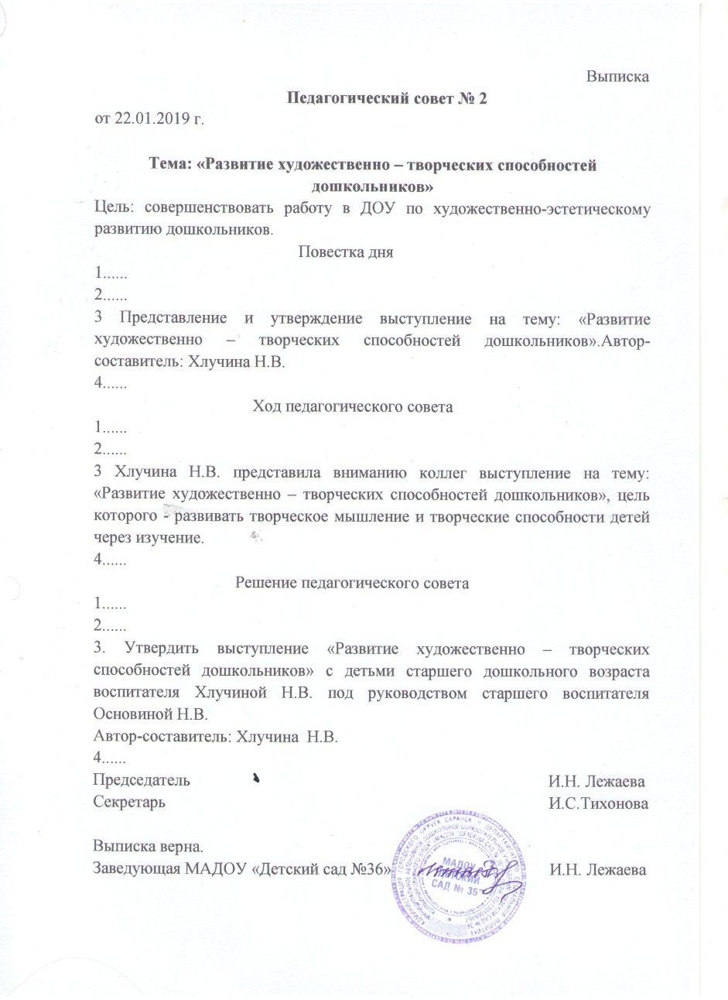 Выписка
Педагогический совет № 2
от 22.01.2019 г.
Тема: «Развитие художественно – творческих способностей
дошкольников»
Цель: совершенствовать работу в ДОУ по художественно-эстетическому
развитию дошкольников.
Повестка дня
1......
2......
3 Представление и утверждение выступление на тему: «Развитие
художественно – творческих способностей дошкольников».Автор-
составитель: Хлучина Н.В.
4......
Ход педагогического совета
1......
2......
3 Хлучина Н.В. представила вниманию коллег выступление на тему:
«Развитие художественно – творческих способностей дошкольников», цель
которого - развивать творческое мышление и творческие способности детей
через изучение.
4......
Решение педагогического совета
1......
2......
3. Утвердить выступление «Развитие художественно – творческих
способностей дошкольников» с детьми старшего дошкольного возраста
воспитателя Хлучиной Н.В. под руководством старшего воспитателя
Основиной Н.В.
Автор-составитель: Хлучина Н.В.
4......
Председатель И.Н. Лежаева
Секретарь И.С.Тихонова
Выписка верна.
Заведующая МАДОУ «Детский сад №36» И.Н. Лежаева
МАДОУ
САД № 36"